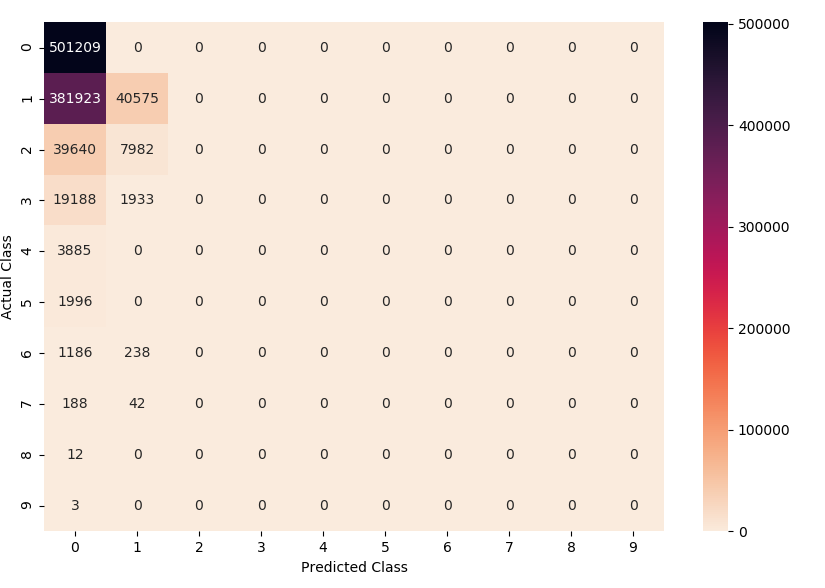 0 501209 0 0 0 0 0 0 0 0 0
1 381923 40575 0 0 0 0 0 0 0 0
2 39640 7982 0 0 0 0 0 0 0 0
3 19188 1933 0 0 0 0 0 0 0 0
4 3885 0 0 0 0 0 0 0 0 0
5 1996 0 0 0 0 0 0 0 0 0
6 1186 238 0 0 0 0 0 0 0 0
7 188 42 0 0 0 0 0 0 0 0
8 12 0 0 0 0 0 0 0 0 0
9 3 0 0 0 0 0 0 0 0 0
0 1 2 3 4 5 6 7 8 9
Predicted Class
Actual Class
500000
400000
300000
200000
100000
0